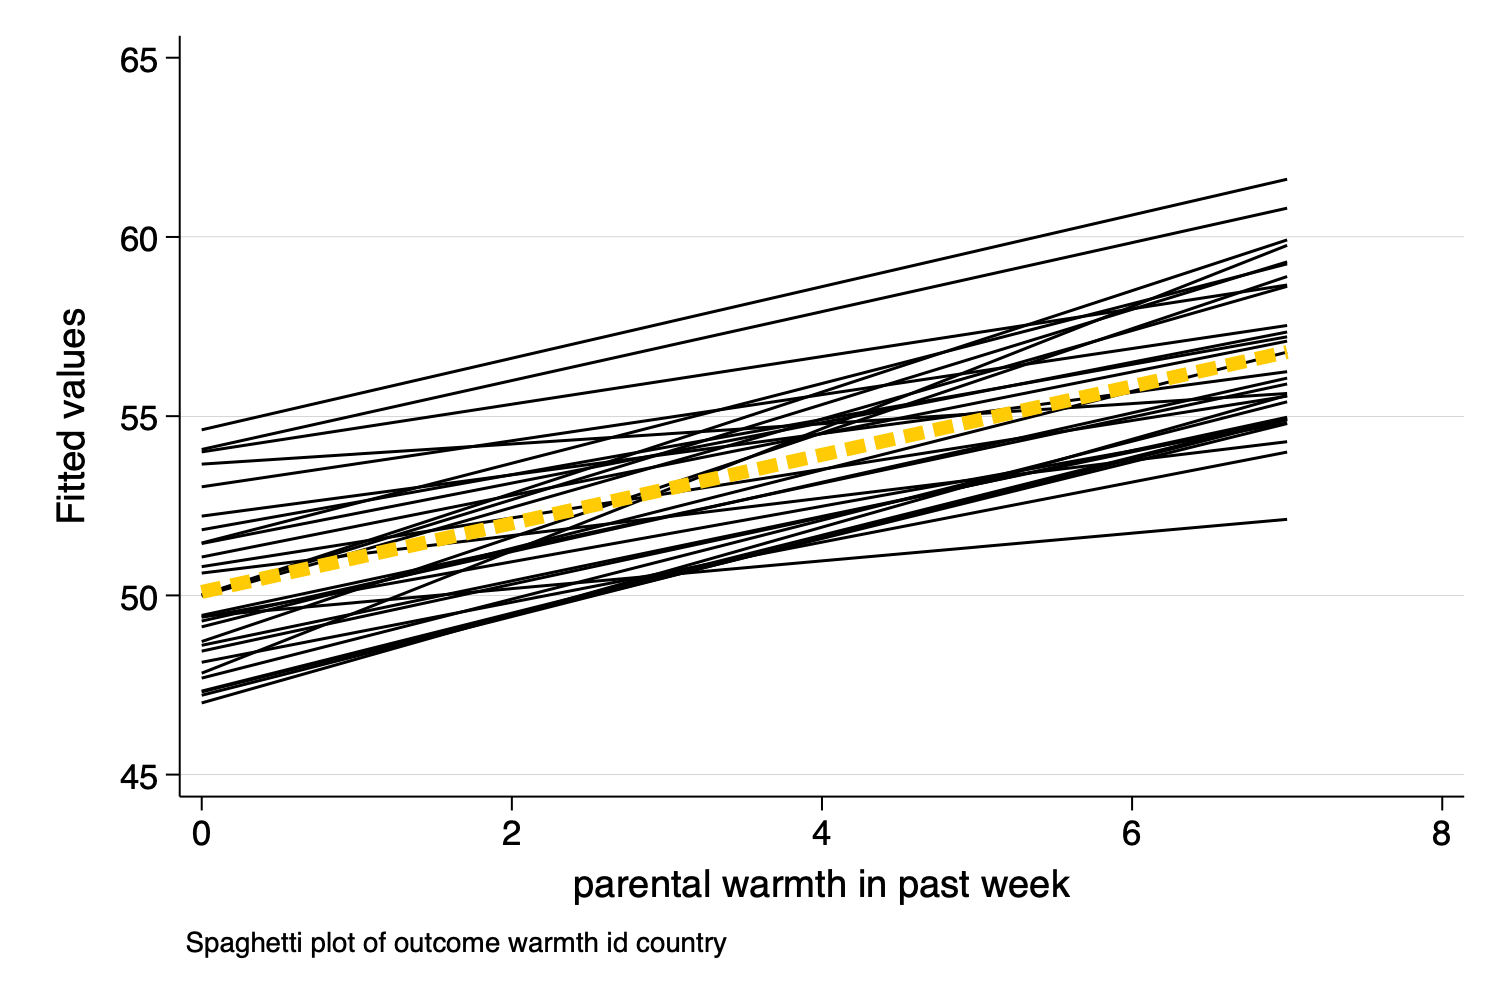 65
60
55
50
45
Fitted values
0 2 4 6 8
parental warmth in past week
Spaghetti plot of outcome warmth id country